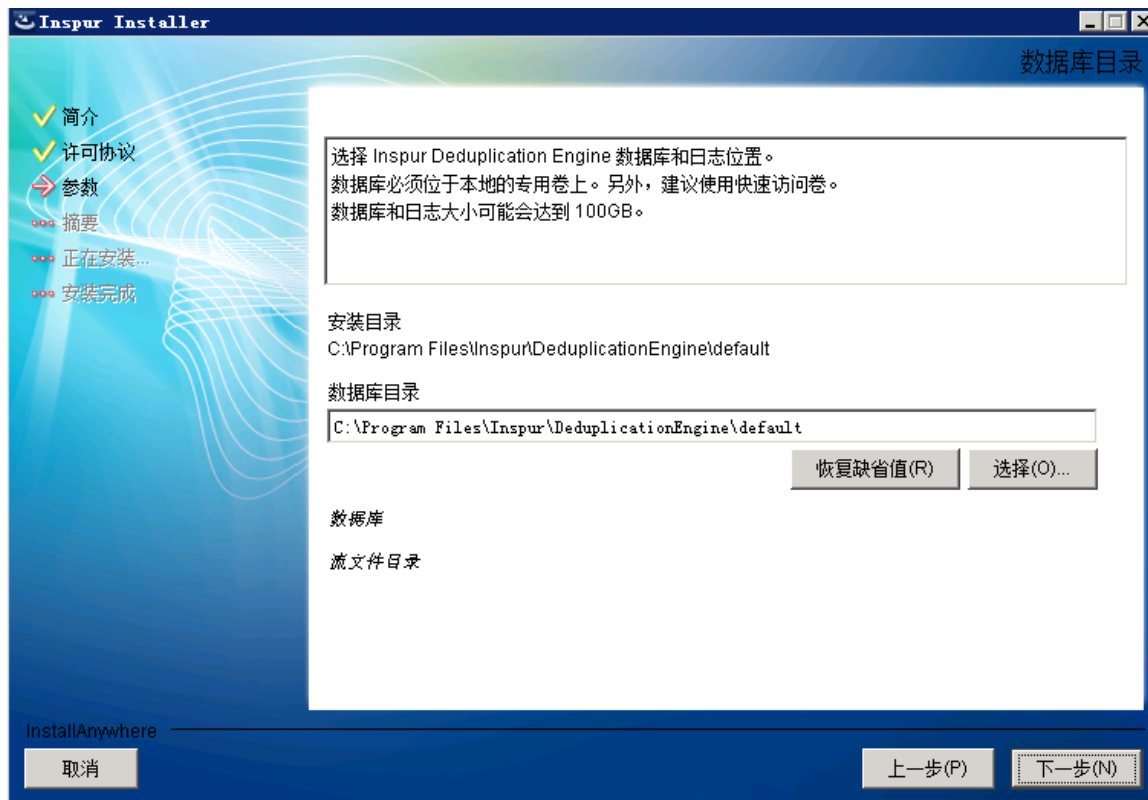 Inspur Installer
数据库目录
简介
许可协议
参数
摘要
正在安装...
安装完成
选择 Inspur Deduplication Engine 数据库和日志位置。
数据库必须位于本地的专用卷上。另外，建议使用快速访问卷。
数据库和日志大小可能会达到 100GB。
安装目录
C:\Program Files\Inspur\DeduplicationEngine\default
数据库目录
C:\Program Files\Inspur\DeduplicationEngine\default
恢复缺省值(R)
选择(O)...
数据库
流文件目录
InstallAnywhere
取消
上一步(P)
下一步(N)